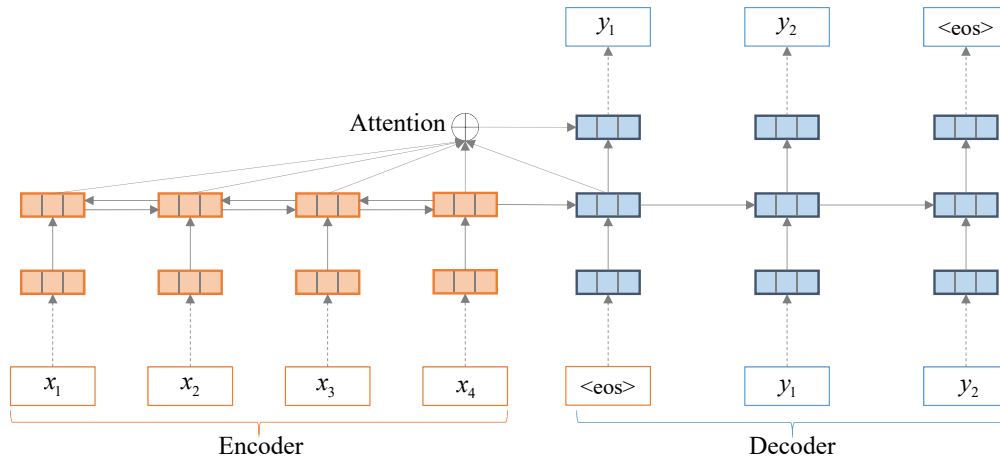 y₁ y₂ <eos>
Attention
x₁ x₂ x₃ x₄ <eos> y₁ y₂
Encoder Decoder